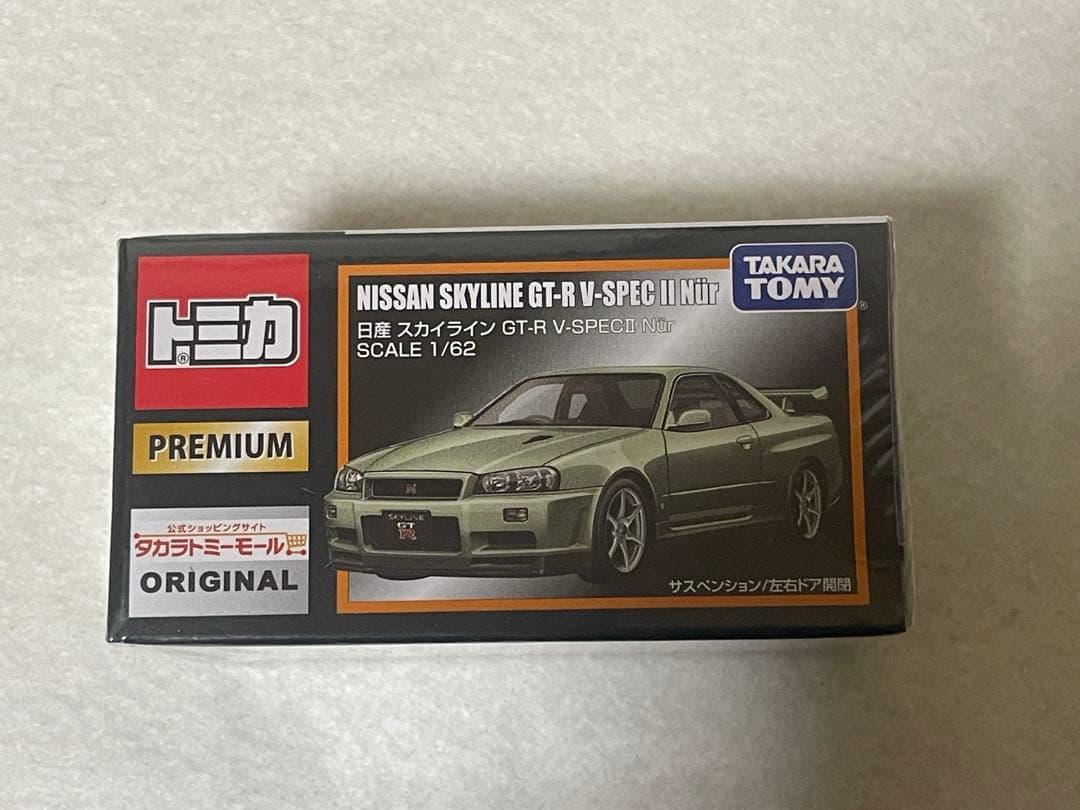 トミカ®
PREMIUM
公式ショッピングサイト
タカラトミーモール
ORIGINAL
NISSAN SKYLINE GT-R V-SPEC II Nür
日産 スカイライン GT-R V-SPECⅡ Nür
SCALE 1/62
TAKARA
TOMY®
SKYLINE
GT
R
サスペンション/左右ドア開閉